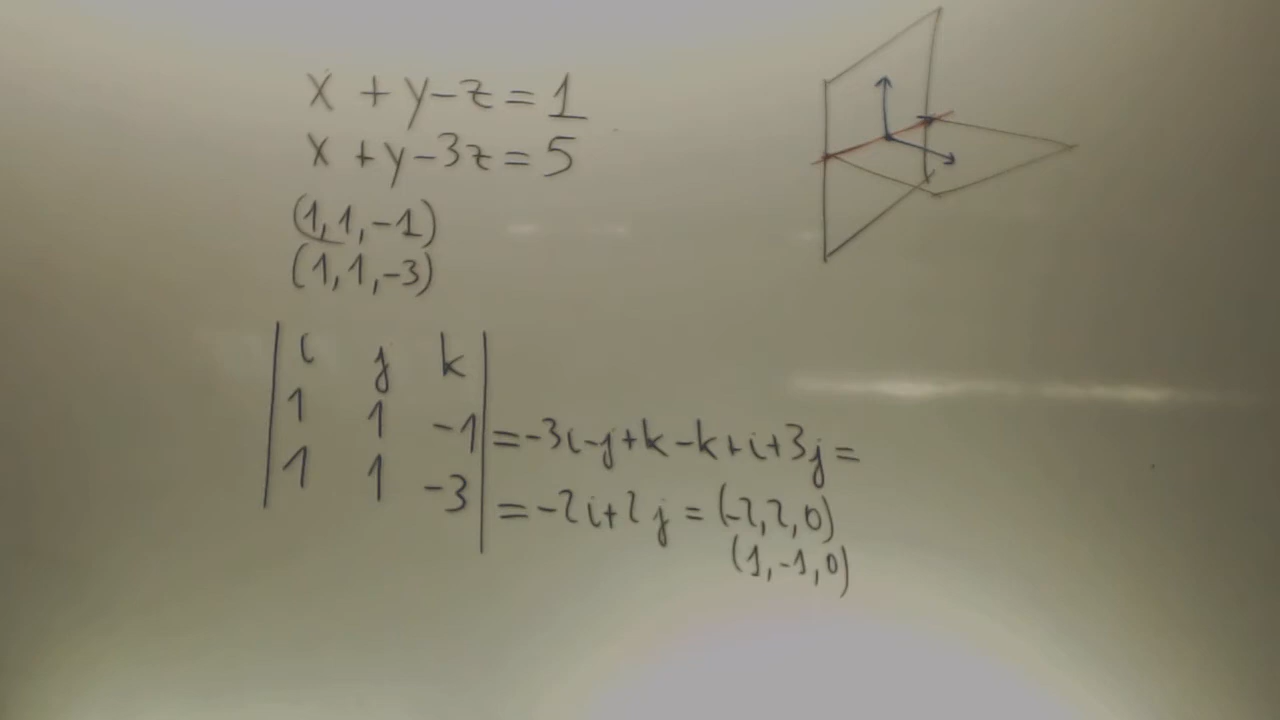 x + y - z = 1
x + y - 3z = 5
(1, 1, -1)
(1, 1, -3)
| i j k |
| 1 1 -1 | = -3i - j + k - k + i + 3j =
| 1 1 -3 | = -2i + 2j = (-2, 2, 0)
(1, -1, 0)